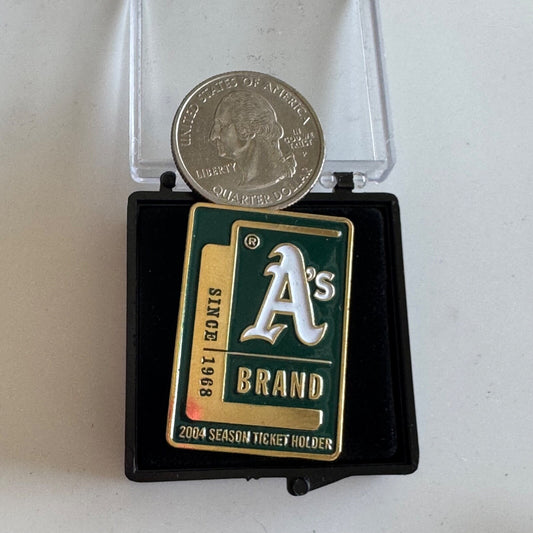 UNITED STATES OF AMERICA
LIBERTY
IN
GOD WE
TRUST
QUARTER DOLLAR
®
A's
SINCE | 1968
BRAND
2004 SEASON TICKET HOLDER